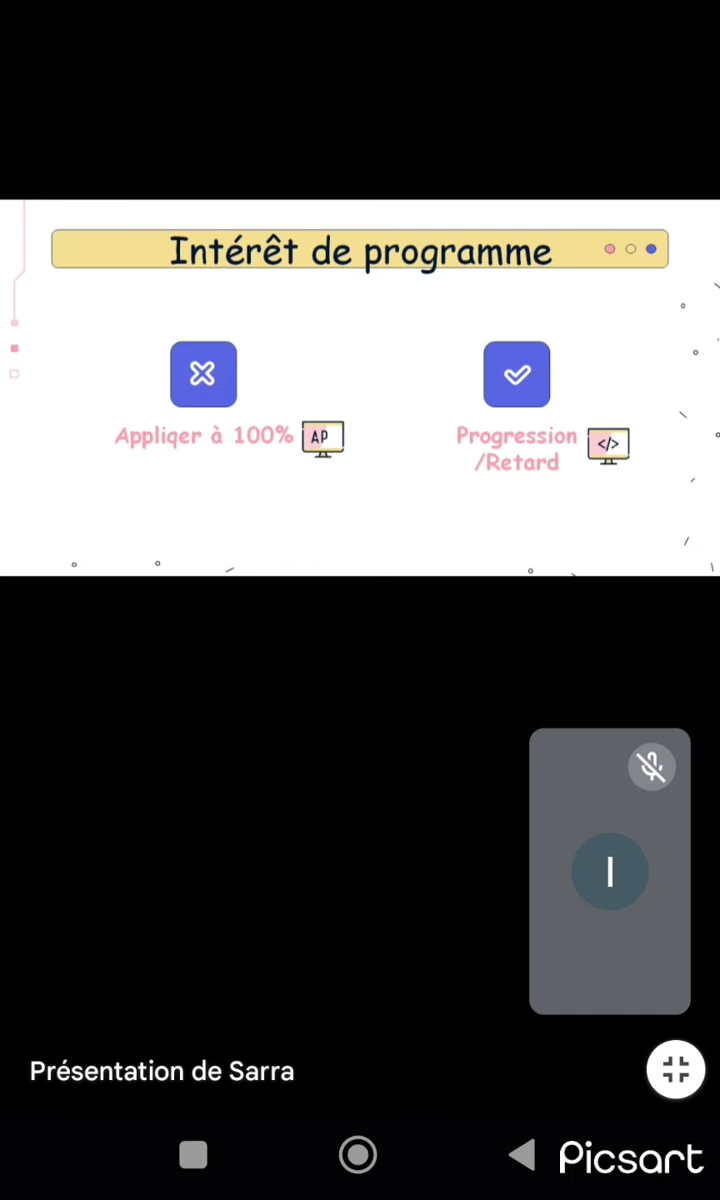 Intérêt de programme
Appliqer à 100%
AP
Progression
/Retard
</>
I
Présentation de Sarra
Picsart